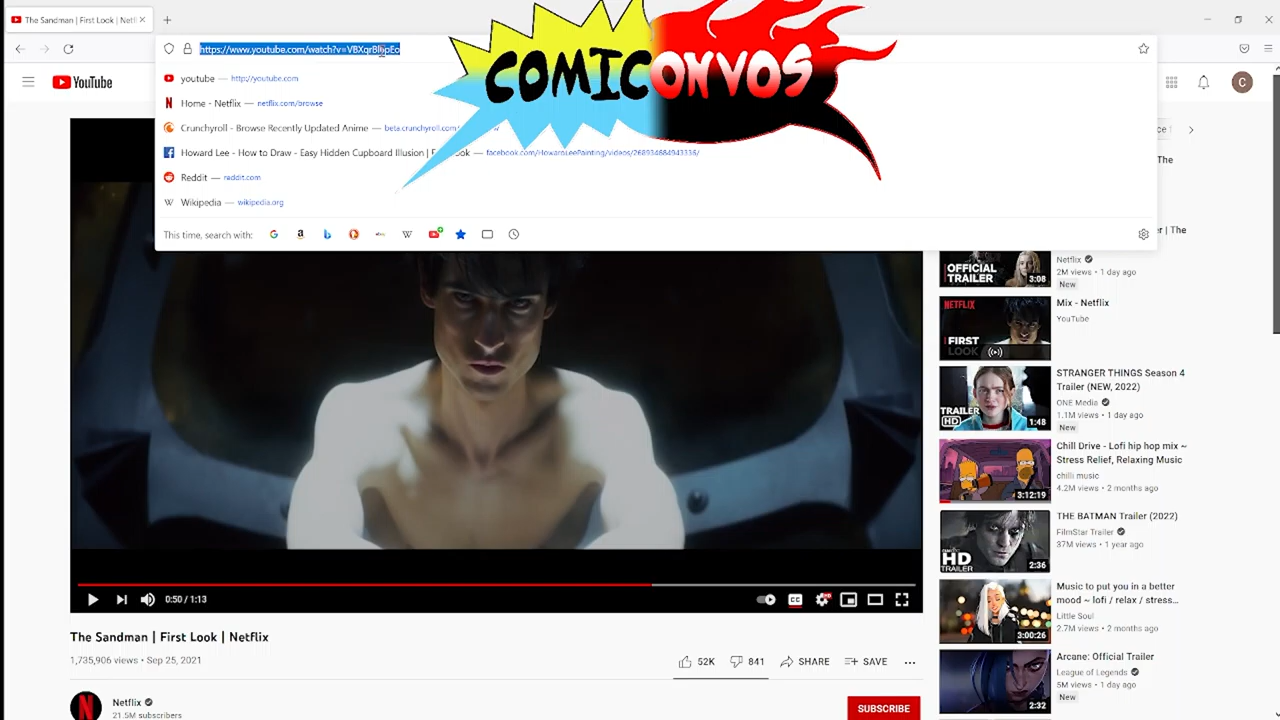 The Sandman | First Look | Netfl
https://www.youtube.com/watch?v=
COMICONVOS
youtube — http://youtube.com
YouTube
C
Home - Netflix — netflix.com/browse
Crunchyroll - Browse Recently Updated Anime — beta.crunchyroll.com
Howard Lee - How to Draw - Easy Hidden Cupboard Illusion |
Reddit — reddit.com
The
Wikipedia — wikipedia.org
This time, search with:
| The
OFFICIAL
TRAILER
3:08
Netflix
2M views • 1 day ago
New
NETFLIX
FIRST
LOOK
Mix - Netflix
YouTube
STRANGER THINGS Season 4
Trailer (NEW, 2022)
ONE Media
1.1M views • 1 day ago
New
TRAILER
HD
1:48
Chill Drive - Lofi hip hop mix ~
Stress Relief, Relaxing Music
chilli music
4.2M views • 2 months ago
3:12:19
THE BATMAN Trailer (2022)
FilmStar Trailer
37M views • 1 year ago
HD
TRAILER
2:36
Music to put you in a better
mood ~ lofi / relax / stress...
Little Soul
2.7M views • 2 months ago
3:00:26
Arcane: Official Trailer
League of Legends
5M views • 1 day ago
New
2:32
0:50 / 1:13
CC
HD
The Sandman | First Look | Netflix
1,735,906 views • Sep 25, 2021
52K
841
SHARE
SAVE
Netflix
21.5M subscribers
SUBSCRIBE